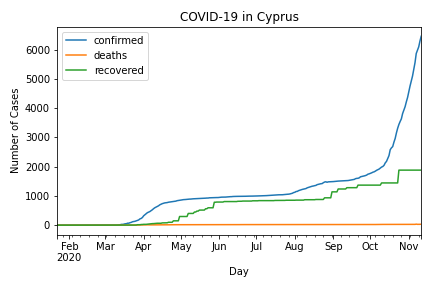 COVID-19 in Cyprus
confirmed
deaths
recovered
Number of Cases
6000
5000
4000
3000
2000
1000
0
Feb Mar Apr May Jun Jul Aug Sep Oct Nov
2020
Day